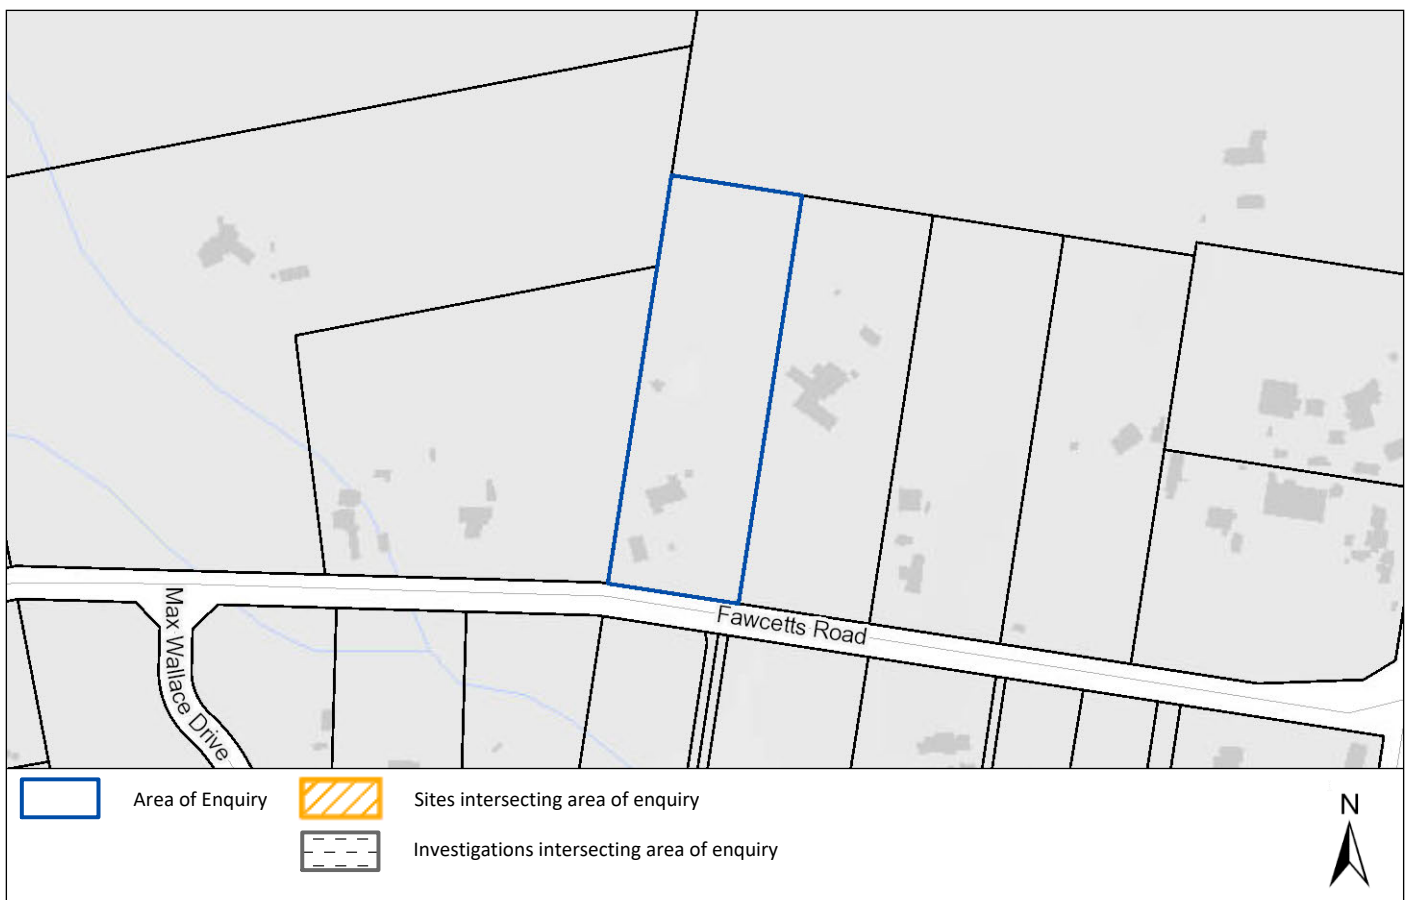 Fawcetts Road
Max Wallace Drive
Area of Enquiry
Sites intersecting area of enquiry
N
Investigations intersecting area of enquiry